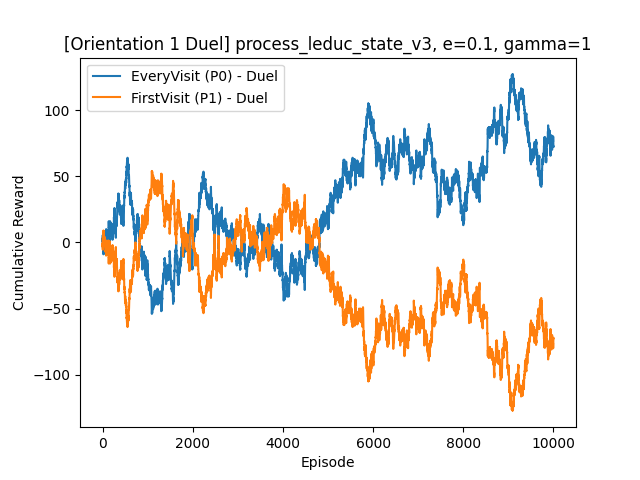 [Orientation 1 Duel] process_leduc_state_v3, e=0.1, gamma=1
EveryVisit (P0) - Duel
FirstVisit (P1) - Duel
Cumulative Reward
100
50
0
−50
−100
0 2000 4000 6000 8000 10000
Episode